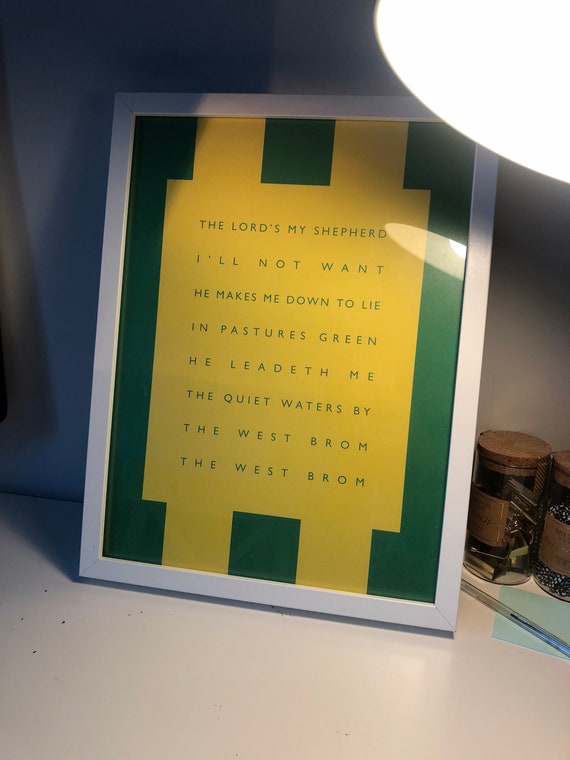 THE LORD'S MY SHEPHERD
I'LL NOT WANT
HE MAKES ME DOWN TO LIE
IN PASTURES GREEN
HE LEADETH ME
THE QUIET WATERS BY
THE WEST BROM
THE WEST BROM